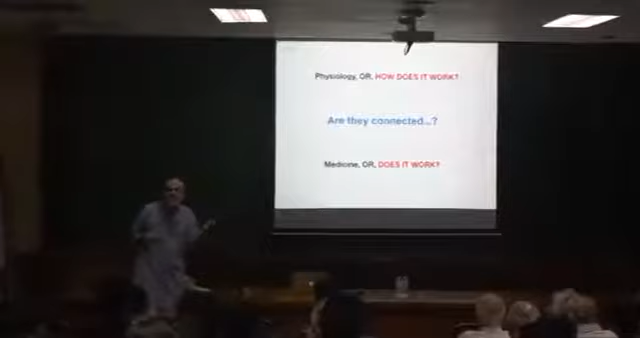 Physiology, OR, HOW DOES IT WORK?
Are they connected...?
Medicine, OR, DOES IT WORK?